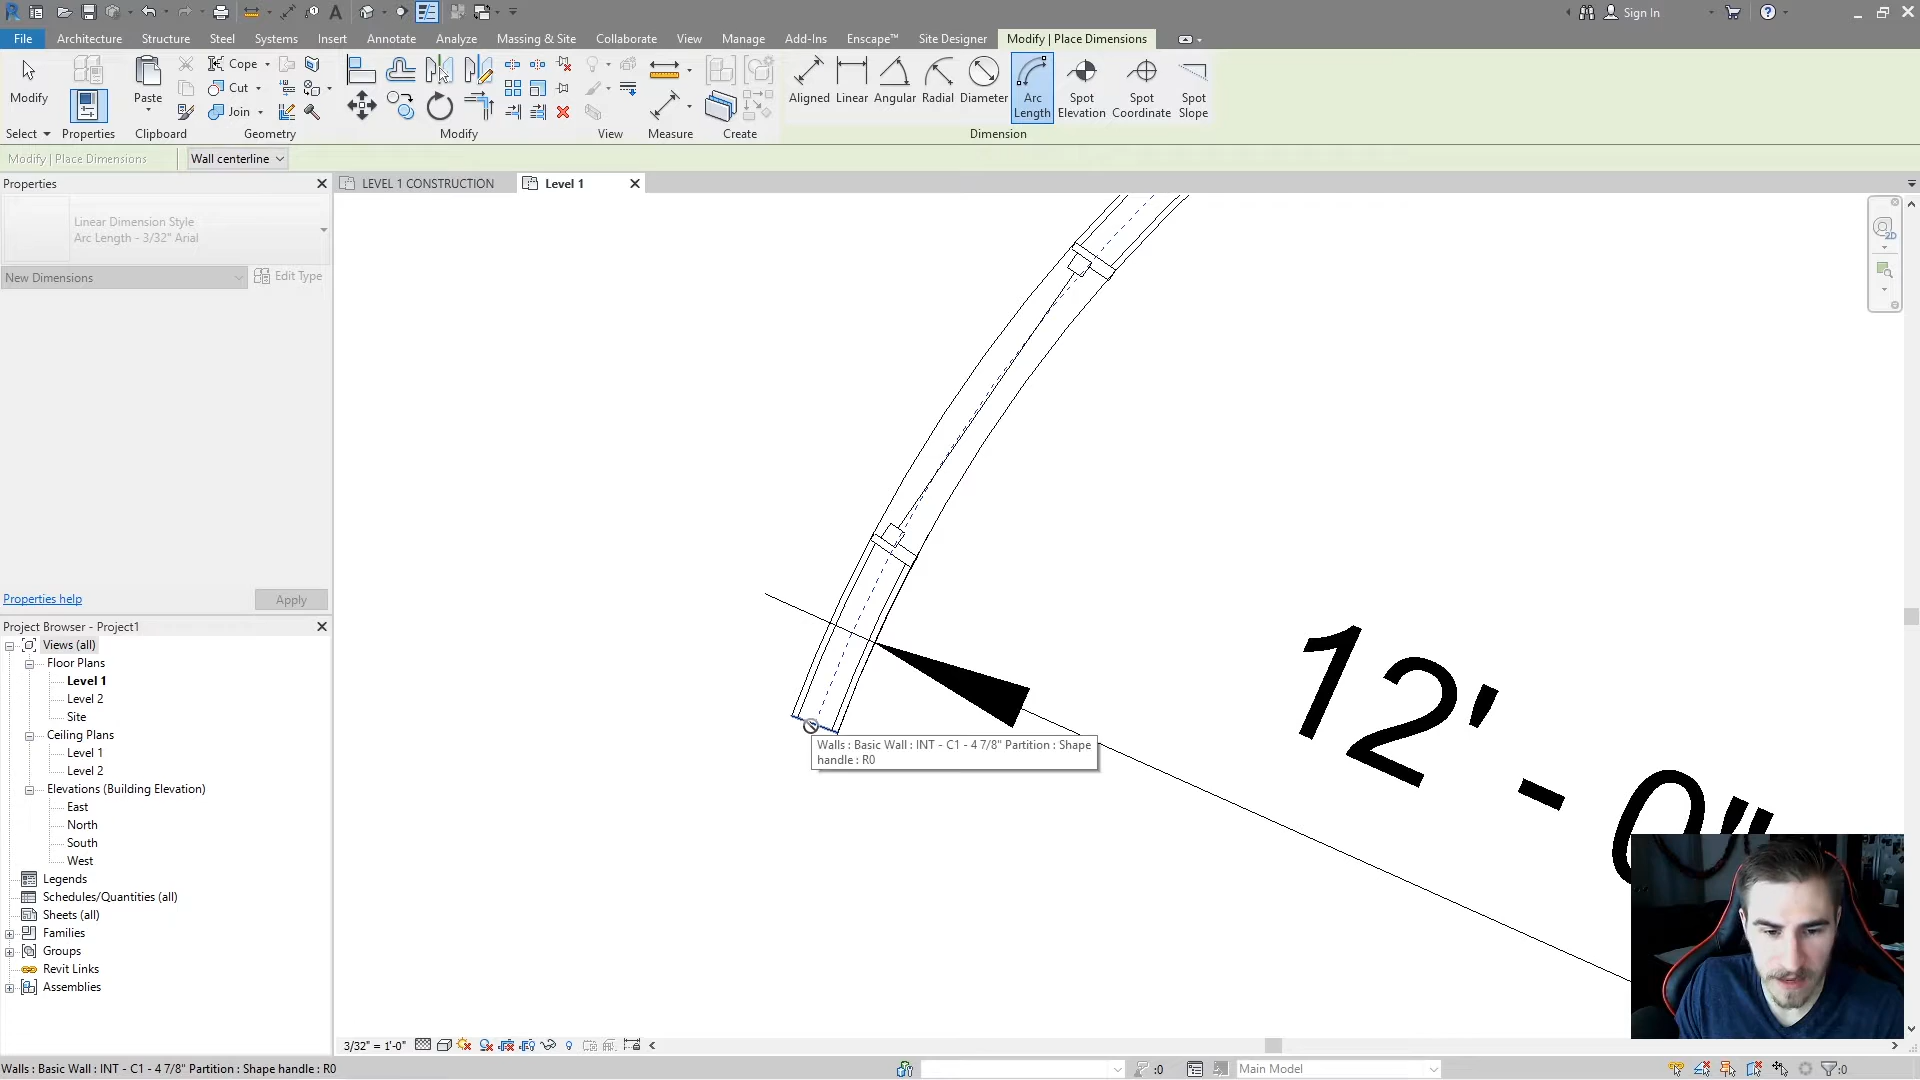 Sign In
File Architecture Structure Steel Systems Insert Annotate Analyze Massing & Site Collaborate View Manage Add-Ins Enscape™ Site Designer Modify | Place Dimensions
Cope
Cut
Join
Modify Paste Aligned Linear Angular Radial Diameter Arc Length Spot Elevation Spot Coordinate Spot Slope
Select Properties Clipboard Geometry Modify View Measure Create Dimension
Modify | Place Dimensions Wall centerline
Properties
LEVEL 1 CONSTRUCTION Level 1
Linear Dimension Style
Arc Length - 3/32" Arial
New Dimensions Edit Type
2D
12' - 0"
Walls : Basic Wall : INT - C1 - 4 7/8" Partition : Shape
handle : R0
Properties help Apply
Project Browser - Project1
Views (all)
Floor Plans
Level 1
Level 2
Site
Ceiling Plans
Level 1
Level 2
Elevations (Building Elevation)
East
North
South
West
Legends
Schedules/Quantities (all)
Sheets (all)
Families
Groups
Revit Links
Assemblies
3/32" = 1'-0"
Walls : Basic Wall : INT - C1 - 4 7/8" Partition : Shape handle : R0
:0
Main Model
:0